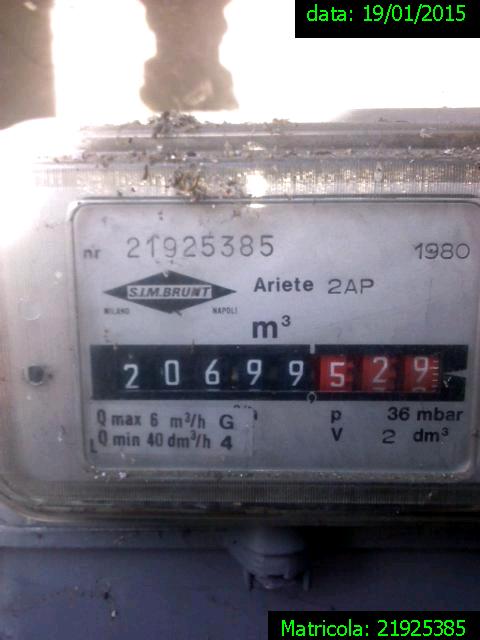 data: 19/01/2015
nr 21925385 1980
S.I.M.BRUNT Ariete 2AP
MILANO NAPOLI
m³
20699529
Q max 6 m³/h G p 36 mbar
Q min 40 dm³/h 4 V 2 dm³
Matricola: 21925385